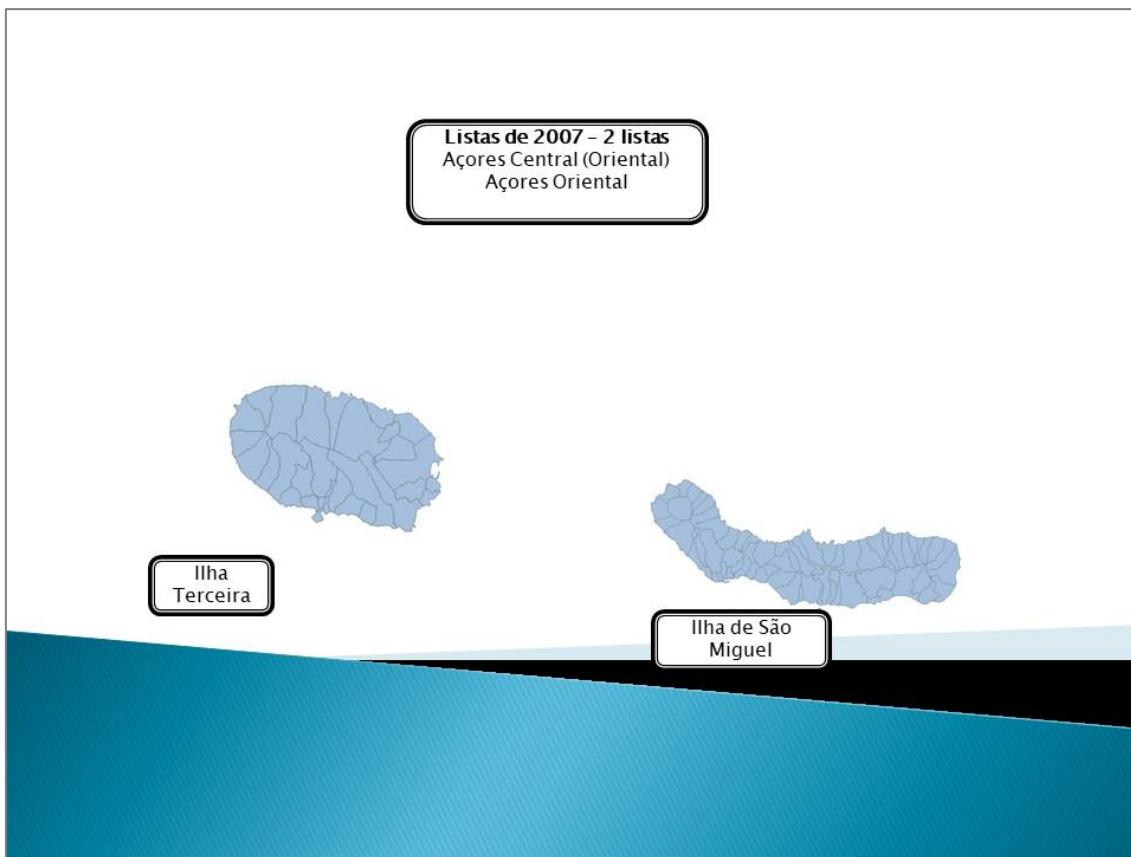 Listas de 2007 – 2 listas
Açores Central (Oriental)
Açores Oriental
Ilha
Terceira
Ilha de São
Miguel